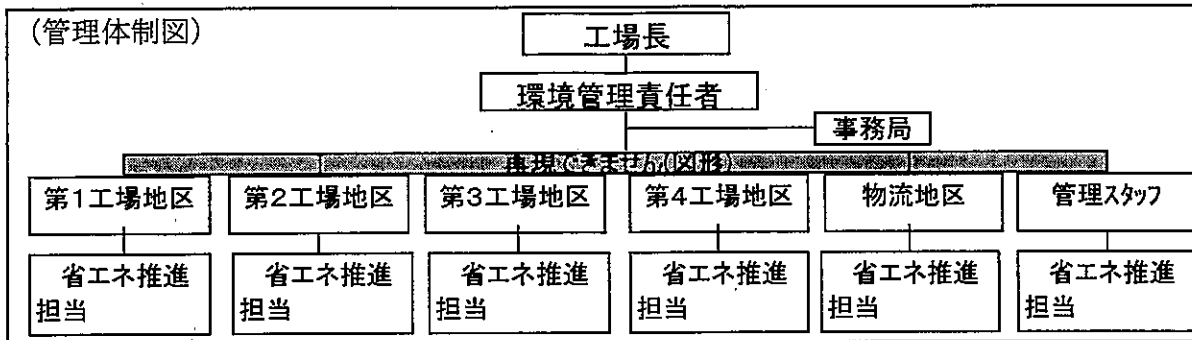 (管理体制図)
工場長
環境管理責任者
事務局
再現できません(図形)
第1工場地区 第2工場地区 第3工場地区 第4工場地区 物流地区 管理スタッフ
省エネ推進 省エネ推進 省エネ推進 省エネ推進 省エネ推進 省エネ推進
担当 担当 担当 担当 担当 担当